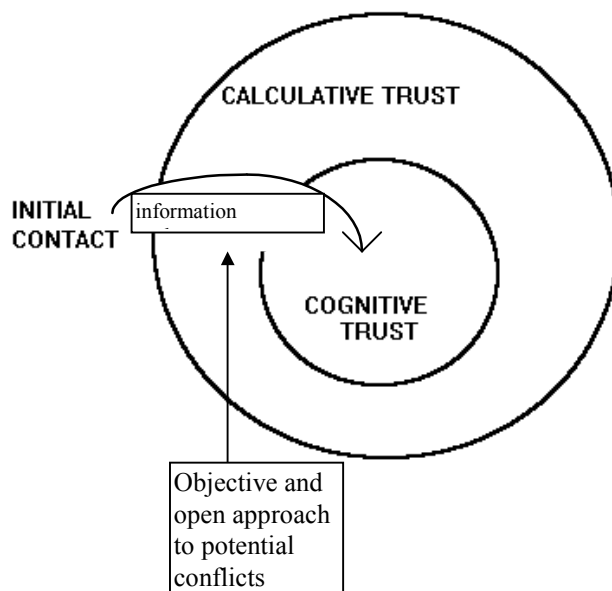 CALCULATIVE TRUST
INITIAL
CONTACT
information
COGNITIVE
TRUST
Objective and
open approach
to potential
conflicts